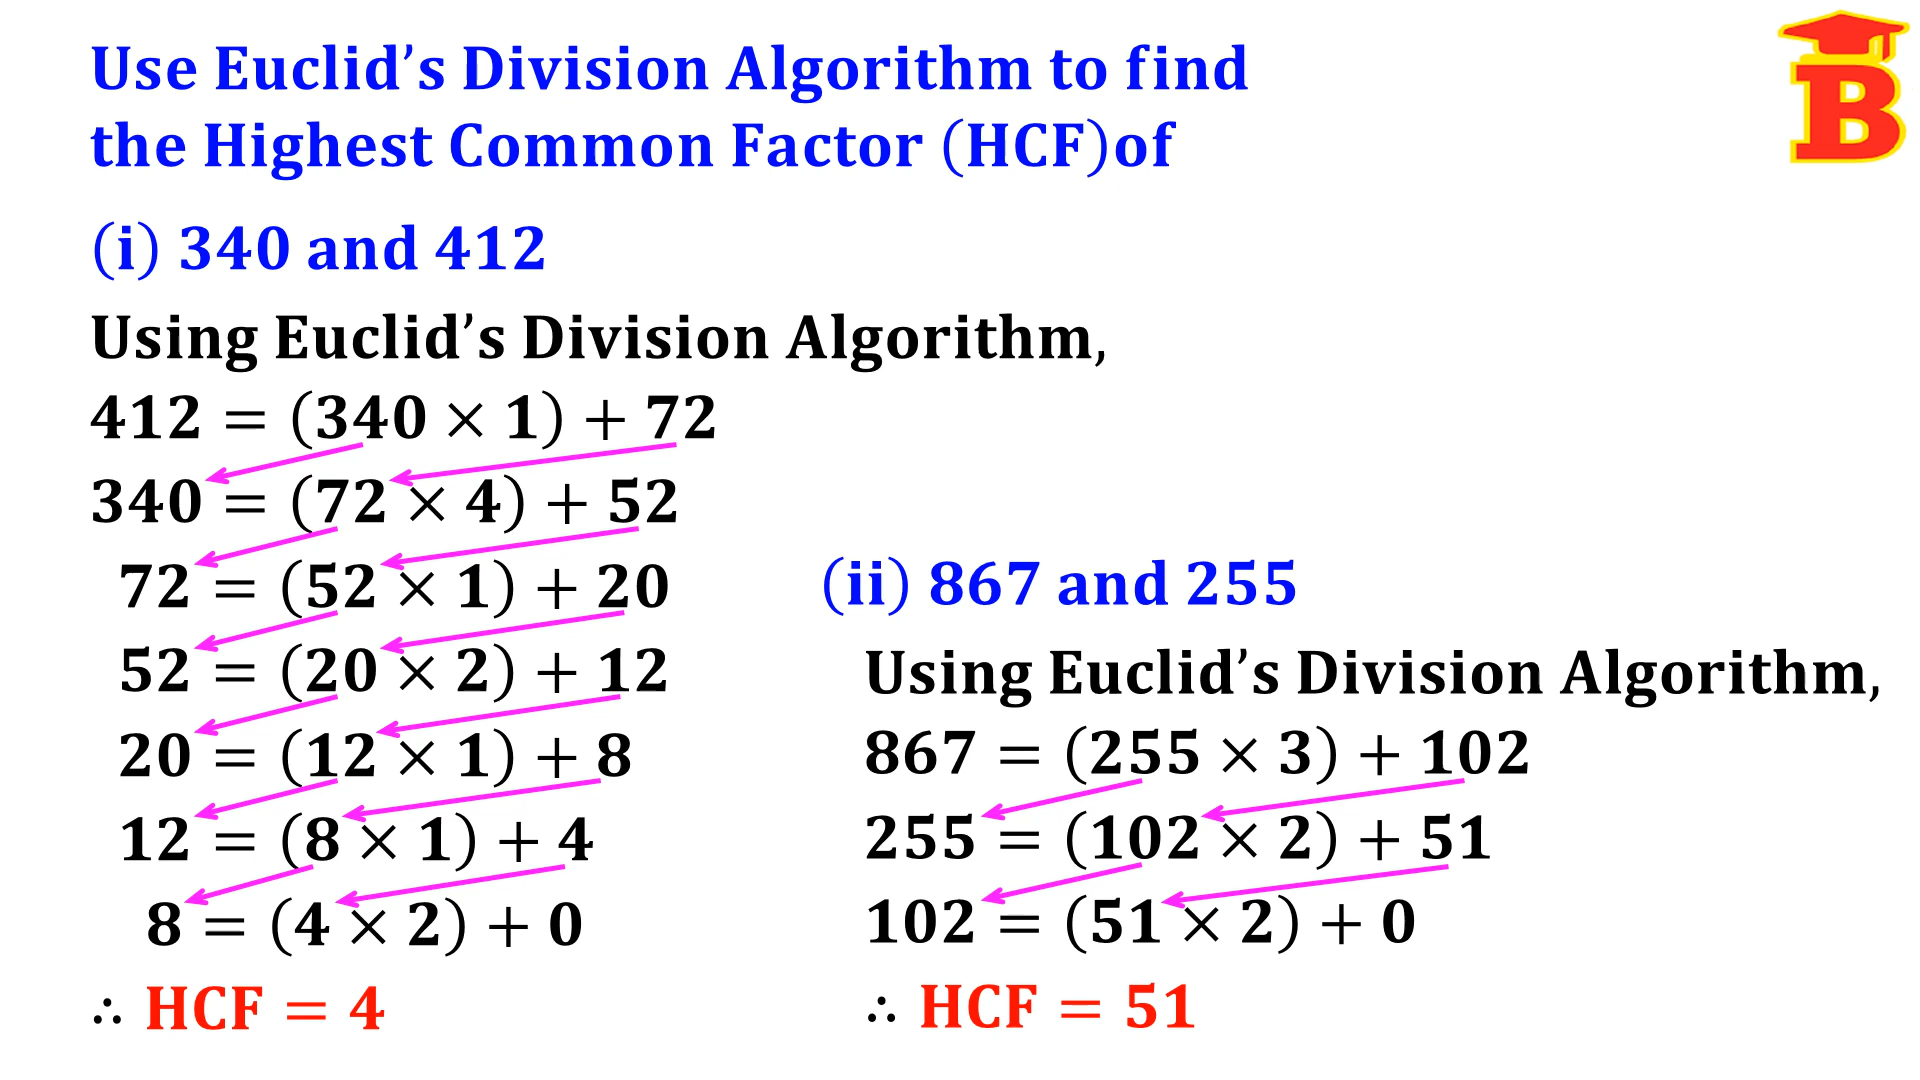 Use Euclid’s Division Algorithm to find
the Highest Common Factor (HCF)of
(i) 340 and 412
Using Euclid’s Division Algorithm,
412 = (340 × 1) + 72
340 = (72 × 4) + 52
72 = (52 × 1) + 20
52 = (20 × 2) + 12
20 = (12 × 1) + 8
12 = (8 × 1) + 4
8 = (4 × 2) + 0
∴ HCF = 4
(ii) 867 and 255
Using Euclid’s Division Algorithm,
867 = (255 × 3) + 102
255 = (102 × 2) + 51
102 = (51 × 2) + 0
∴ HCF = 51
B